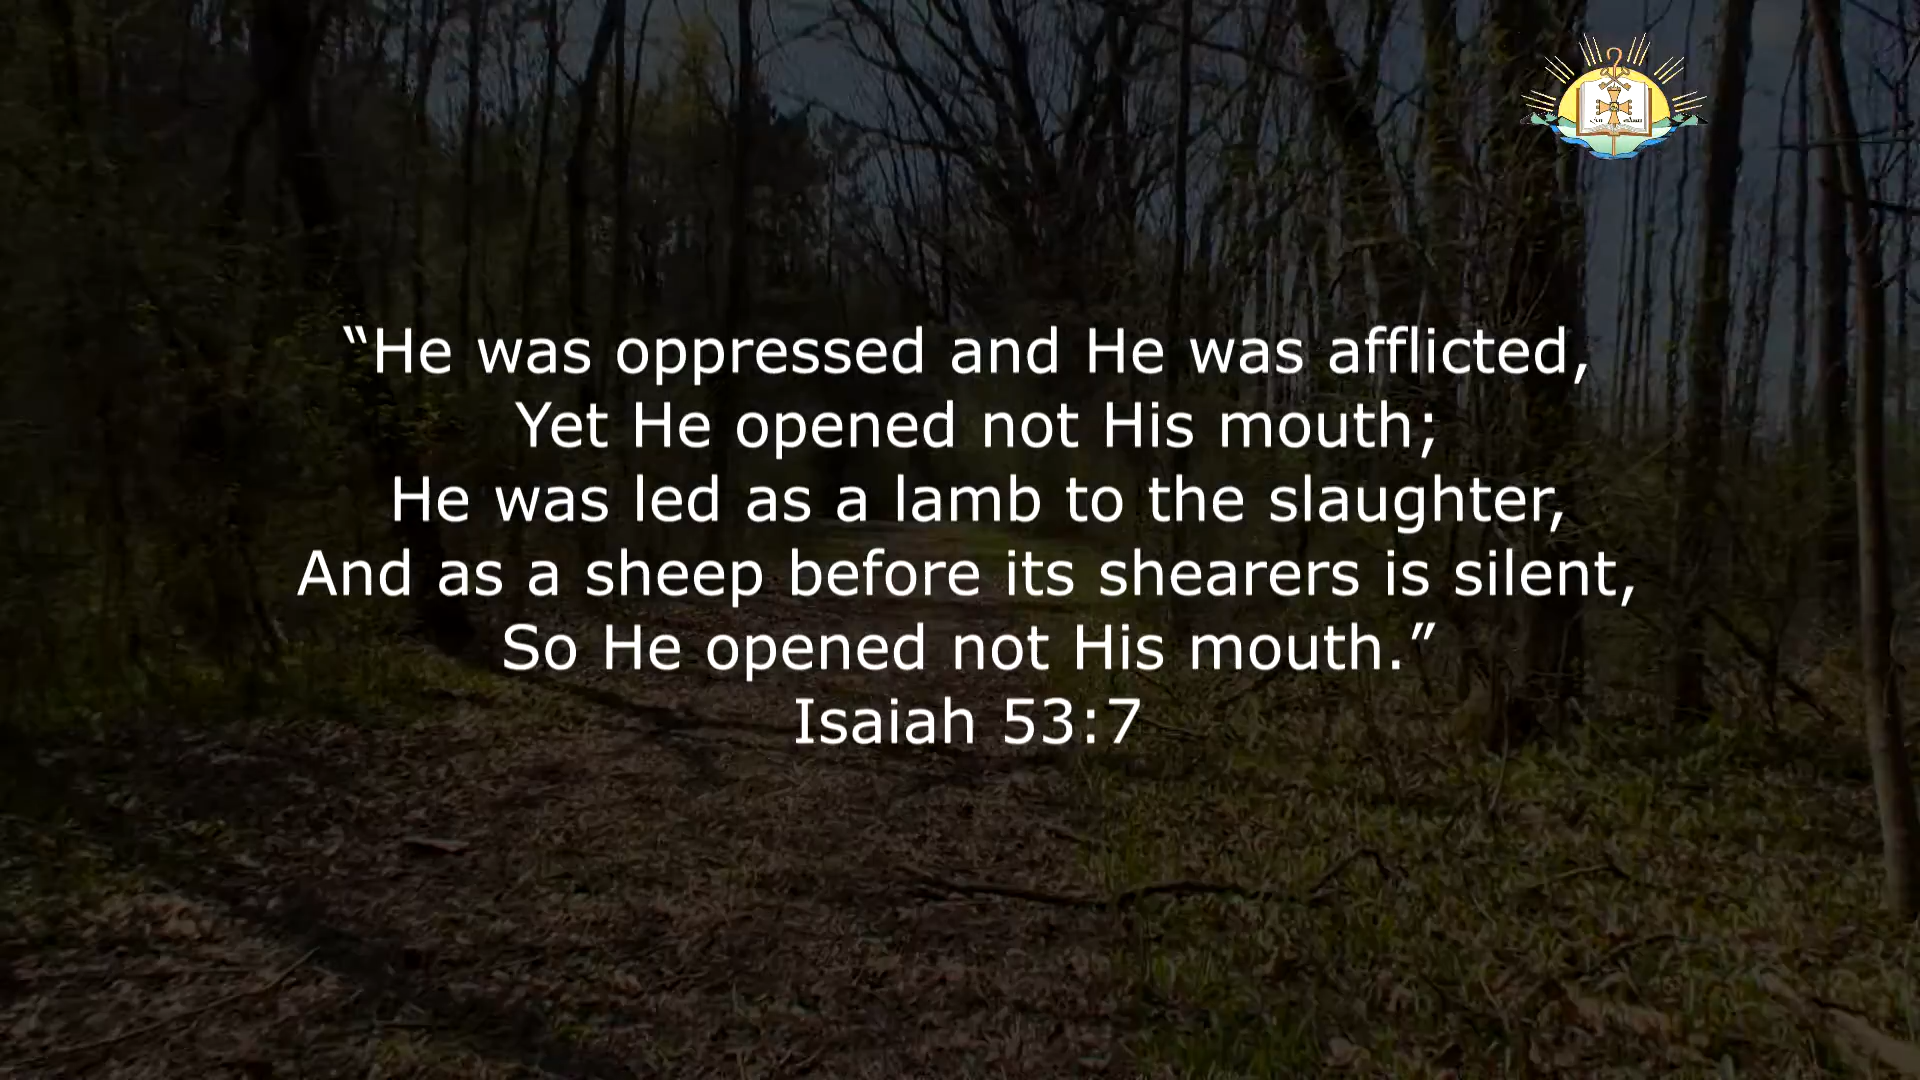 “He was oppressed and He was afflicted,
Yet He opened not His mouth;
He was led as a lamb to the slaughter,
And as a sheep before its shearers is silent,
So He opened not His mouth.”
Isaiah 53:7